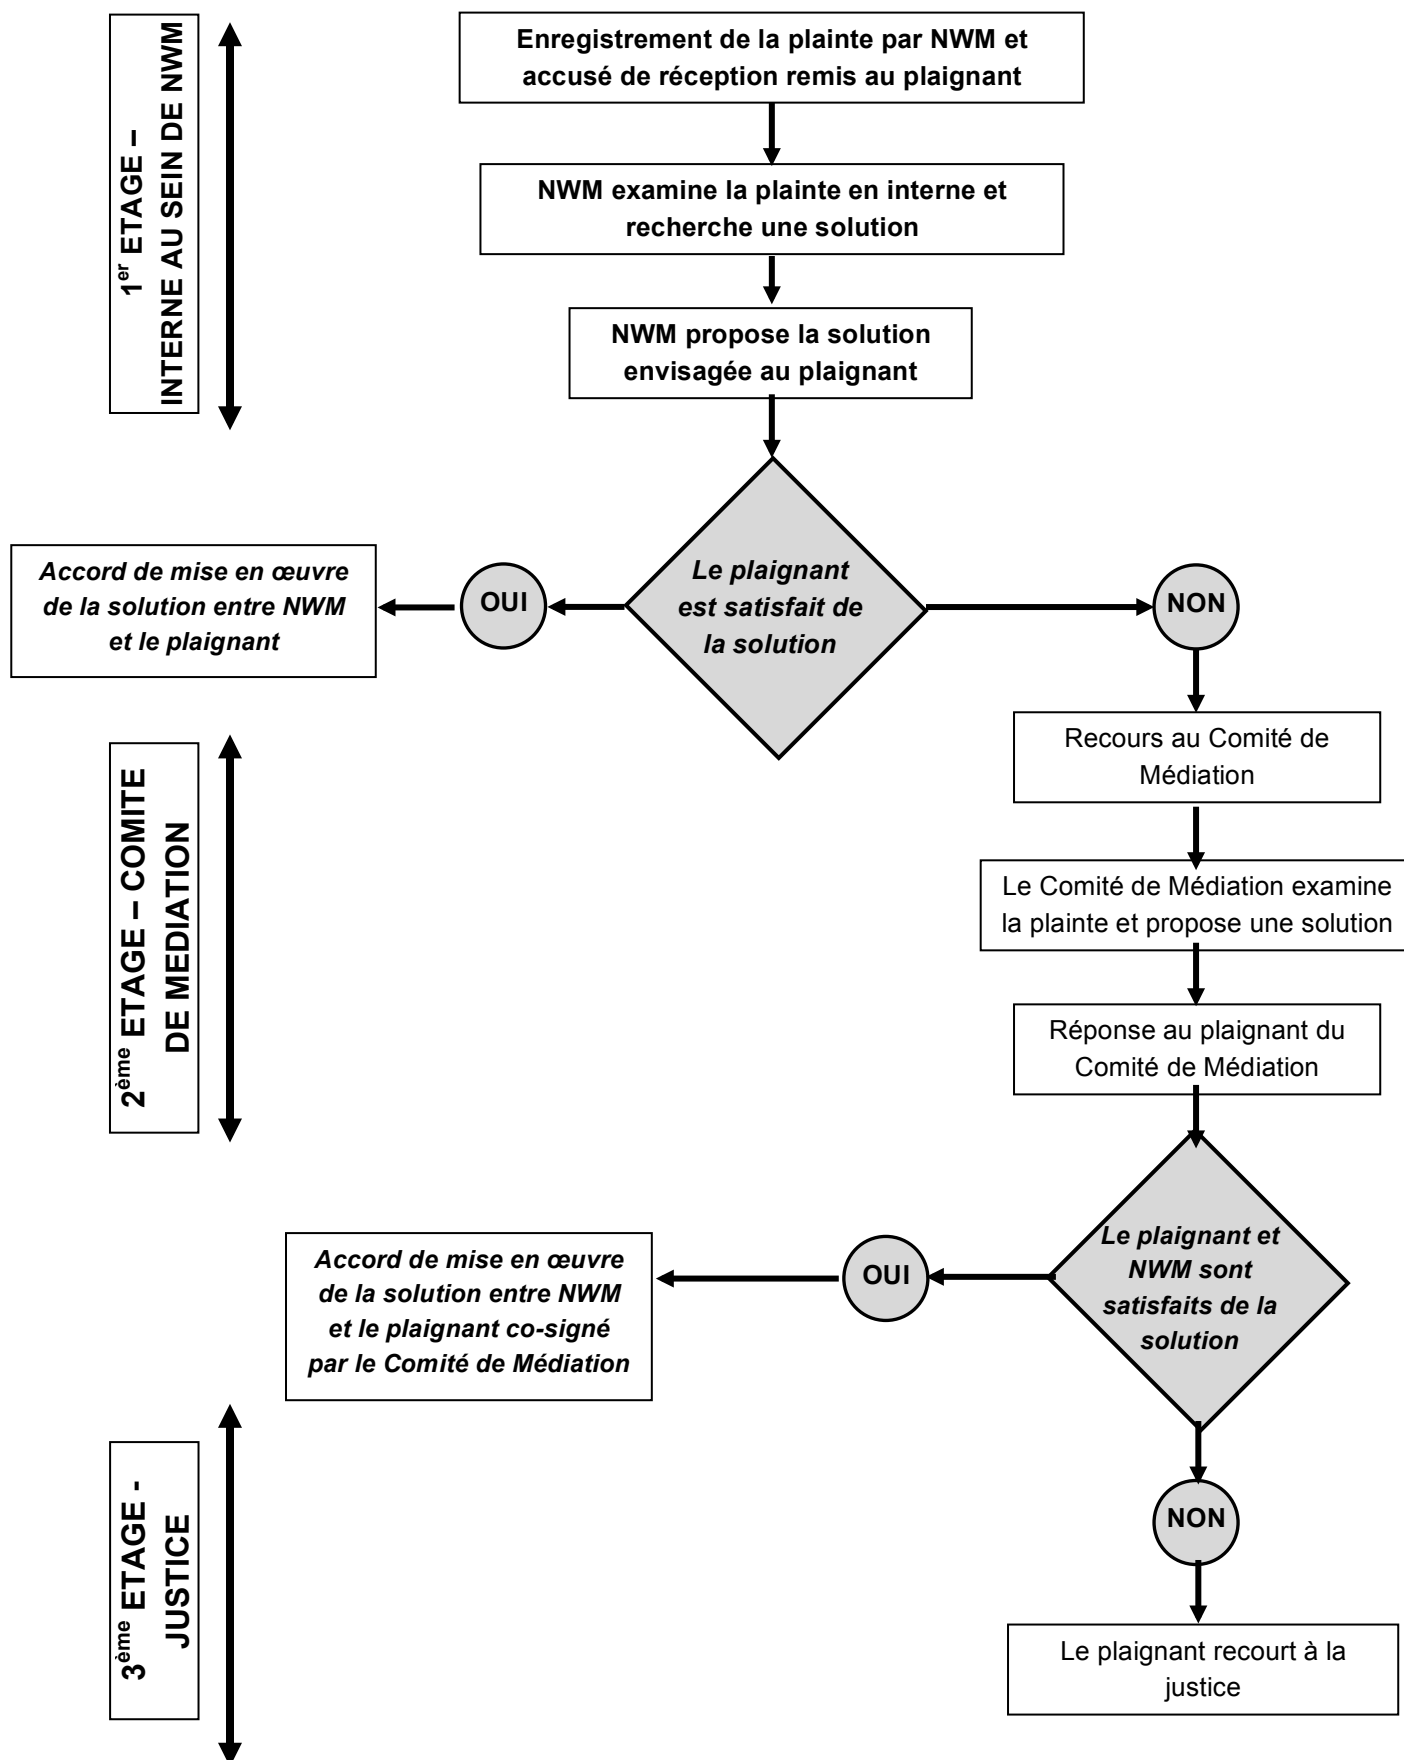 1er ETAGE –
INTERNE AU SEIN DE NWM
Enregistrement de la plainte par NWM et
accusé de réception remis au plaignant
NWM examine la plainte en interne et
recherche une solution
NWM propose la solution
envisagée au plaignant
Le plaignant
est satisfait de
la solution
OUI
Accord de mise en œuvre
de la solution entre NWM
et le plaignant
NON
2ème ETAGE – COMITE
DE MEDIATION
Recours au Comité de
Médiation
Le Comité de Médiation examine
la plainte et propose une solution
Réponse au plaignant du
Comité de Médiation
Le plaignant et
NWM sont
satisfaits de la
solution
OUI
Accord de mise en œuvre
de la solution entre NWM
et le plaignant co-signé
par le Comité de Médiation
3ème ETAGE -
JUSTICE
NON
Le plaignant recourt à la
justice